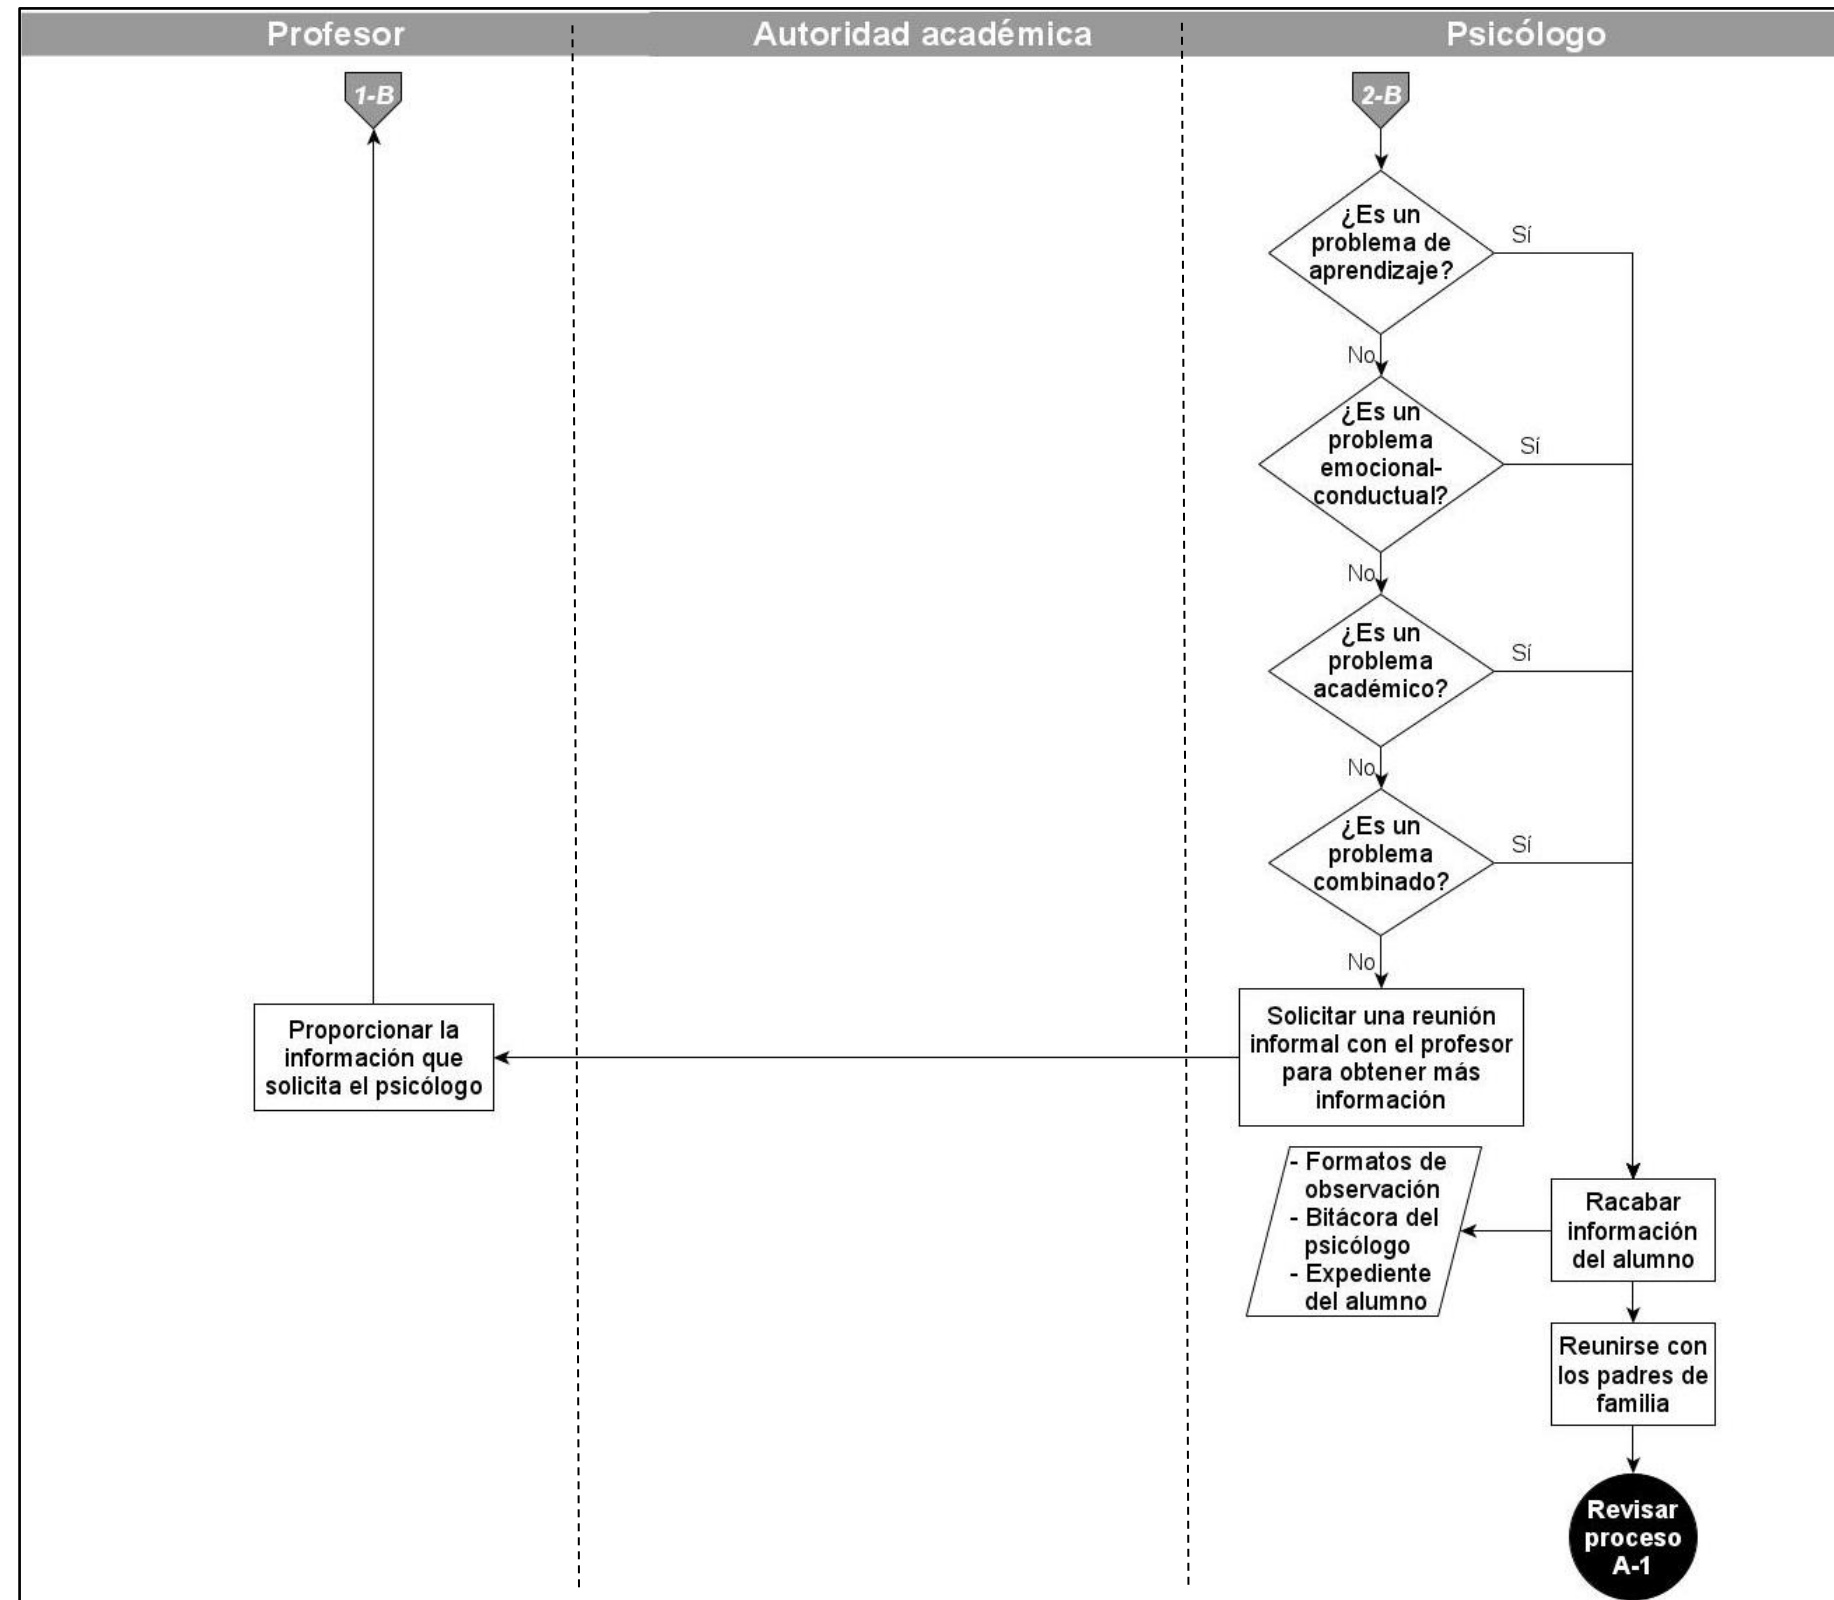 Profesor
Autoridad académica
Psicólogo
1-B
2-B
¿Es un
problema de
aprendizaje?
Sí
No
¿Es un
problema
emocional-
conductual?
Sí
No
¿Es un
problema
académico?
Sí
No
¿Es un
problema
combinado?
Sí
No
Solicitar una reunión
informal con el profesor
para obtener más
información
Proporcionar la
información que
solicita el psicólogo
- Formatos de
observación
- Bitácora del
psicólogo
- Expediente
del alumno
Racabar
información
del alumno
Reunirse con
los padres de
familia
Revisar
proceso
A-1